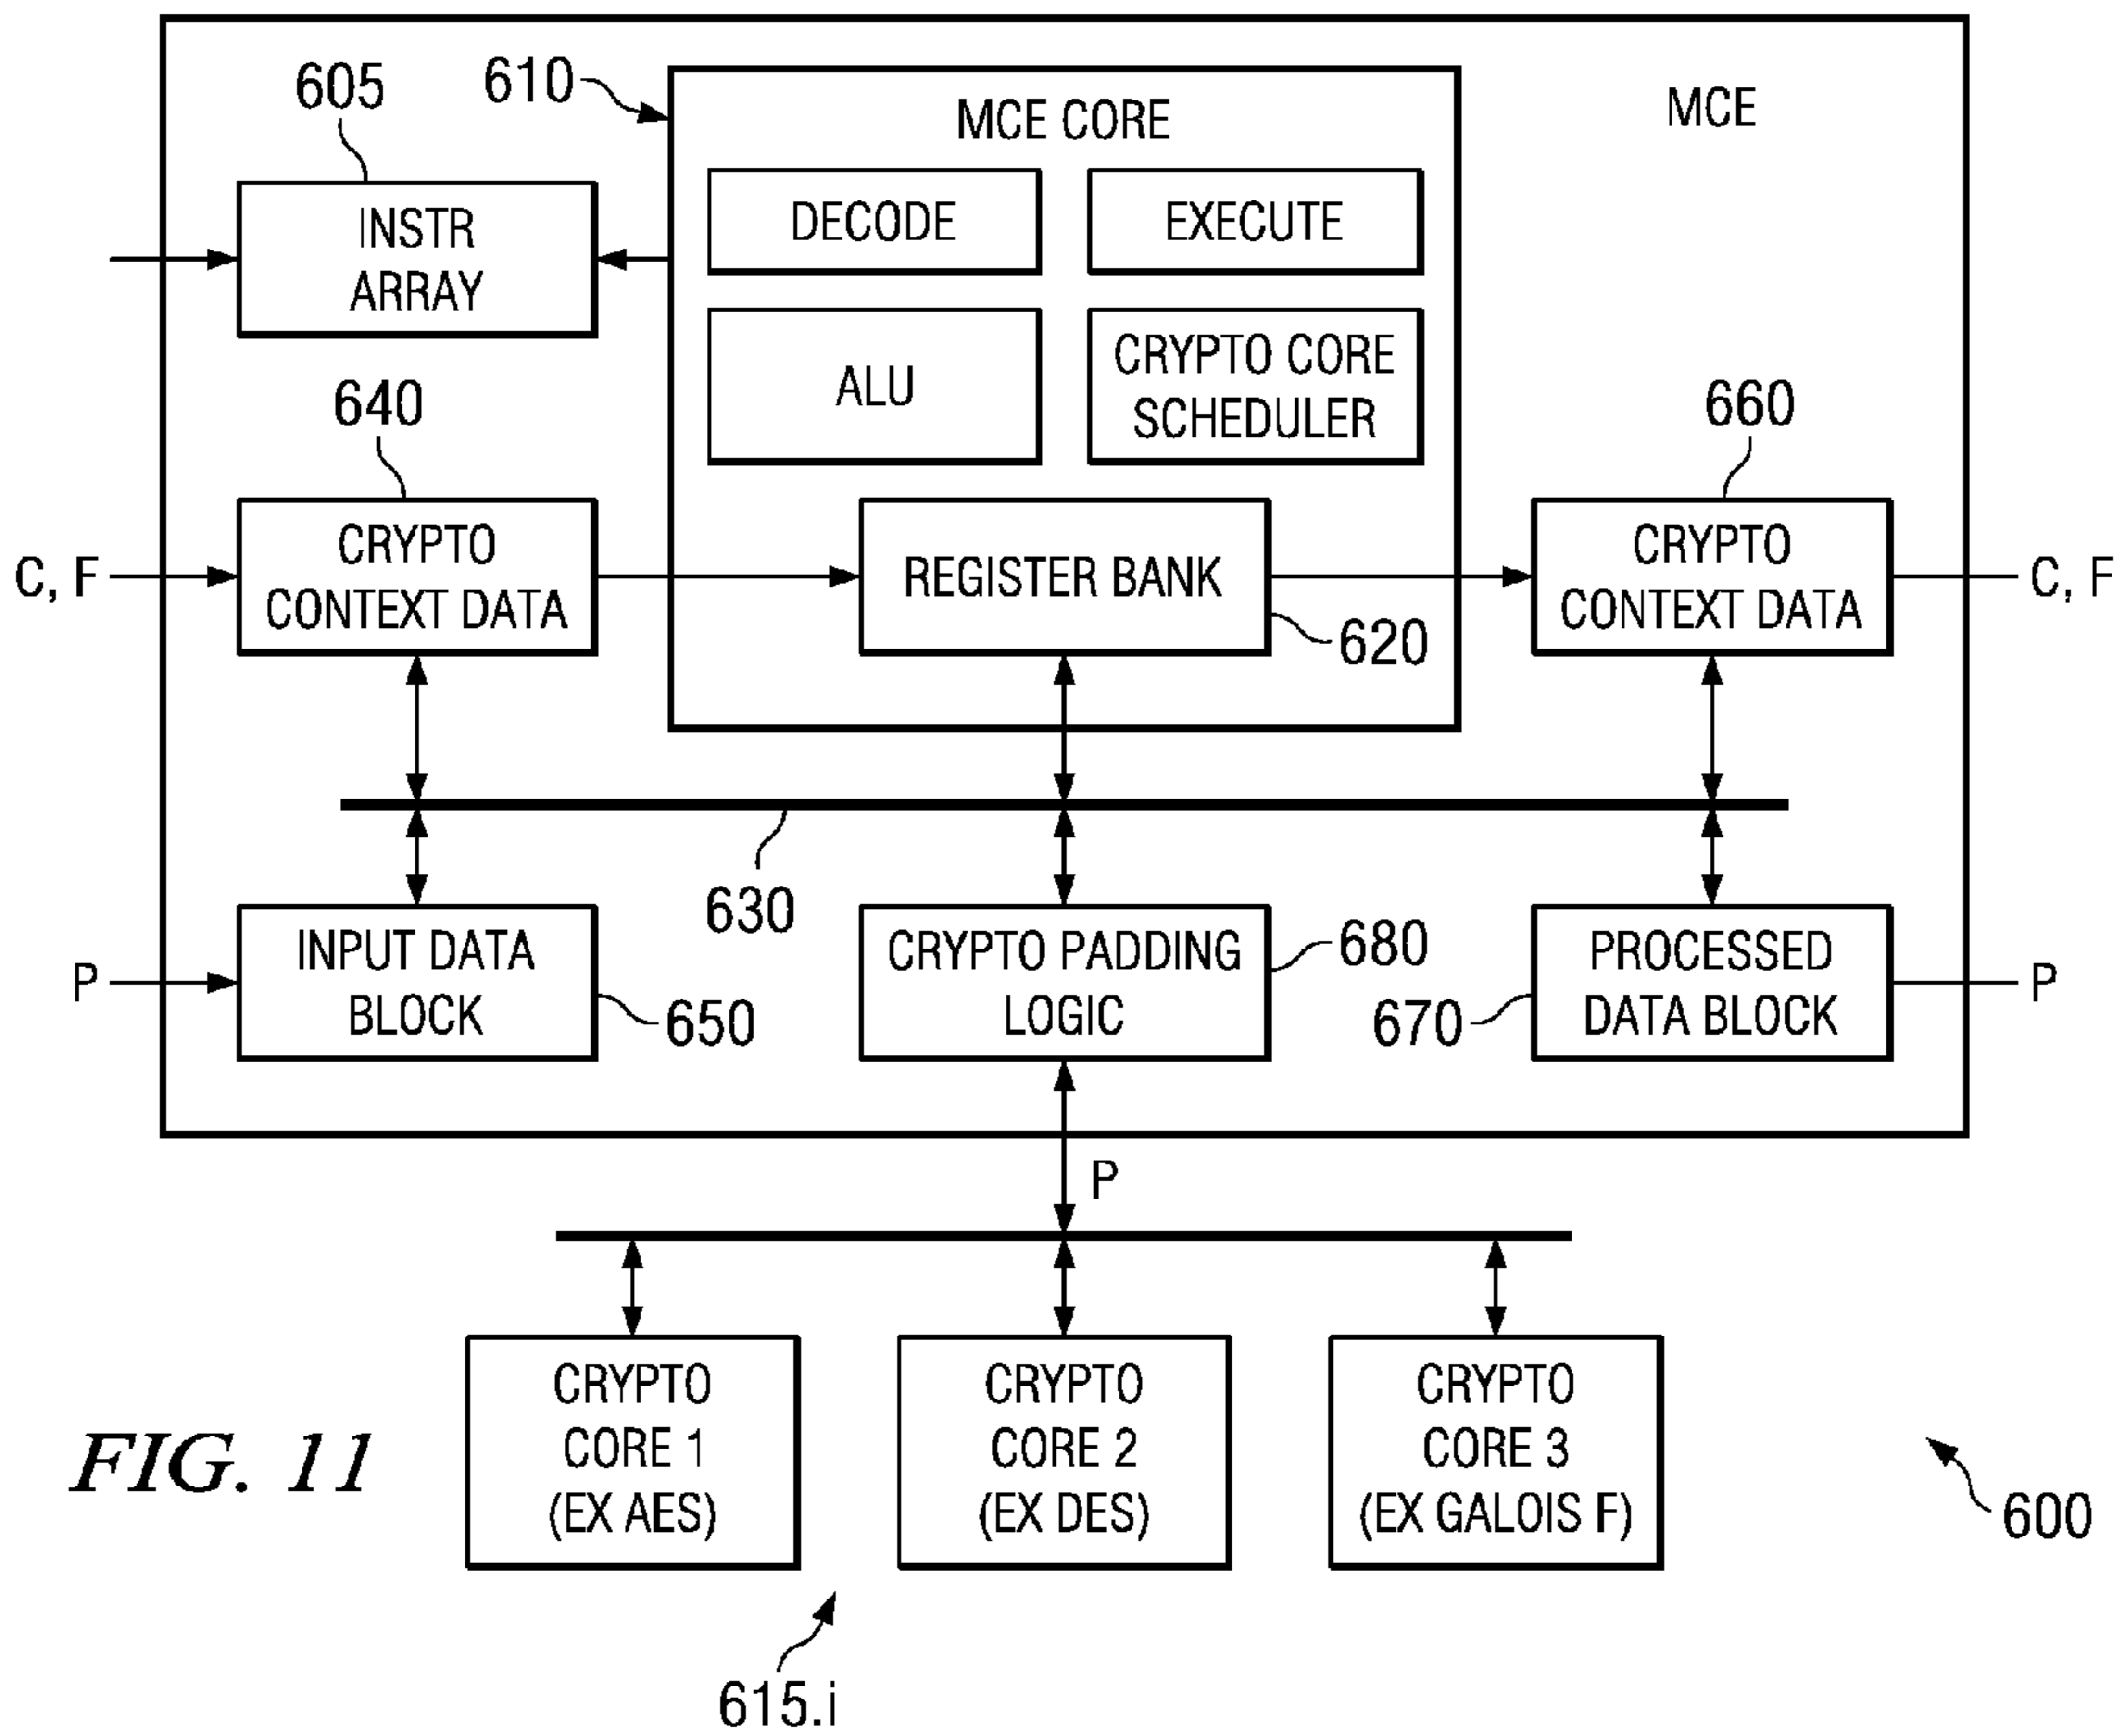 605
610
MCE CORE
MCE
INSTR
ARRAY
DECODE
EXECUTE
ALU
CRYPTO CORE
SCHEDULER
640
660
C, F
CRYPTO
CONTEXT DATA
REGISTER BANK
620
CRYPTO
CONTEXT DATA
C, F
630
P
INPUT DATA
BLOCK
650
CRYPTO PADDING
LOGIC
680
670
PROCESSED
DATA BLOCK
P
P
CRYPTO
CORE 1
(EX AES)
CRYPTO
CORE 2
(EX DES)
CRYPTO
CORE 3
(EX GALOIS F)
FIG. 11
600
615.i